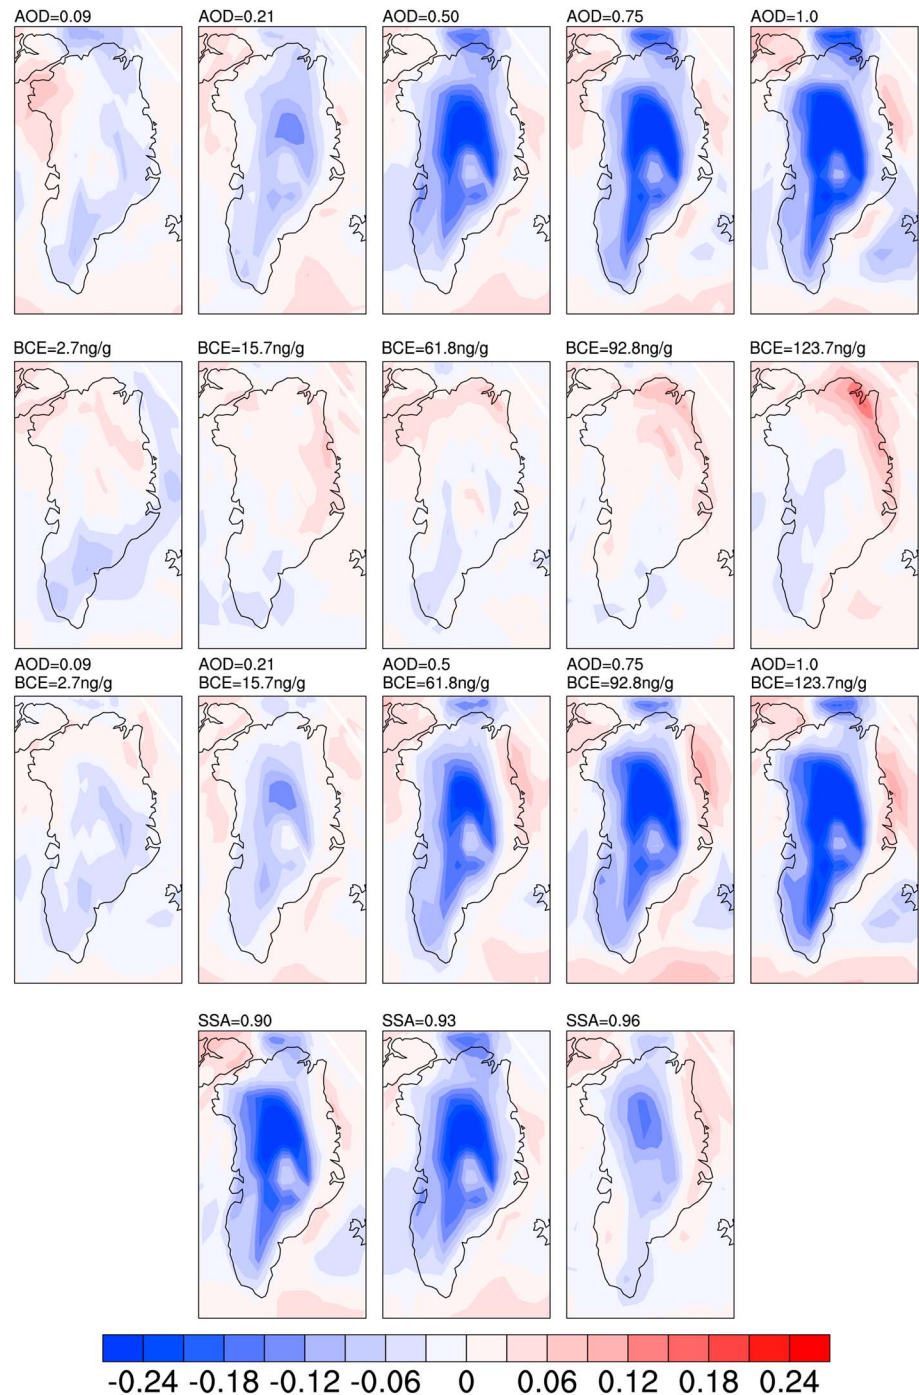 AOD=0.09 AOD=0.21 AOD=0.50 AOD=0.75 AOD=1.0
BCE=2.7ng/g BCE=15.7ng/g BCE=61.8ng/g BCE=92.8ng/g BCE=123.7ng/g
AOD=0.09 AOD=0.21 AOD=0.5 AOD=0.75 AOD=1.0
BCE=2.7ng/g BCE=15.7ng/g BCE=61.8ng/g BCE=92.8ng/g BCE=123.7ng/g
SSA=0.90 SSA=0.93 SSA=0.96
-0.24 -0.18 -0.12 -0.06 0 0.06 0.12 0.18 0.24